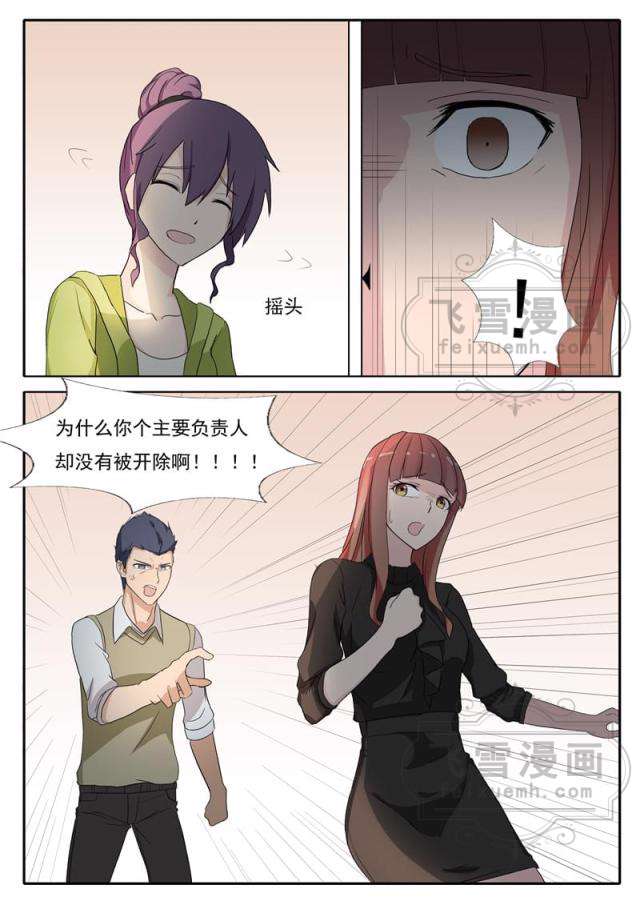 摇头
！
飞雪漫画
feixuemh.com
为什么你个主要负责人
却没有被开除啊！！！！
飞雪漫画
feixuemh.com